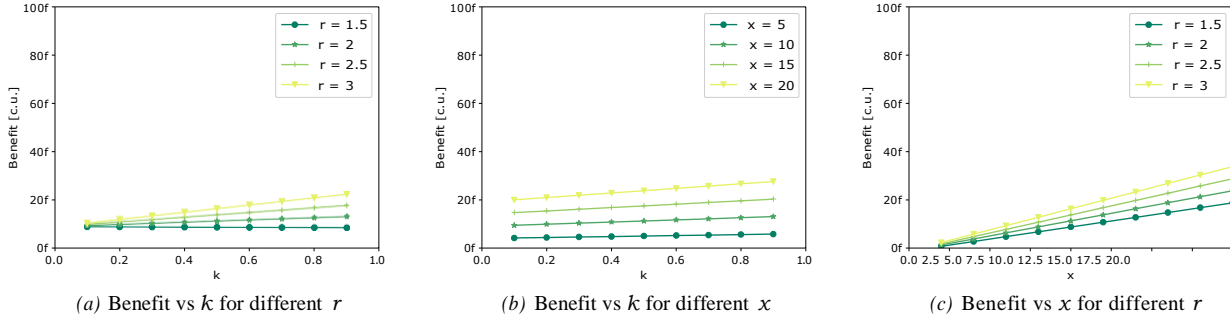 100f
80f
60f
40f
20f
0f
Benefit [c.u.]
0.0 0.2 0.4 0.6 0.8 1.0
k
r = 1.5
r = 2
r = 2.5
r = 3
(a) Benefit vs k for different r
100f
80f
60f
40f
20f
0f
Benefit [c.u.]
0.0 0.2 0.4 0.6 0.8 1.0
k
x = 5
x = 10
x = 15
x = 20
(b) Benefit vs k for different x
100f
80f
60f
40f
20f
0f
Benefit [c.u.]
0.0 2.5 5.0 7.5 10.0 12.5 15.0 17.5 20.0
x
r = 1.5
r = 2
r = 2.5
r = 3
(c) Benefit vs x for different r